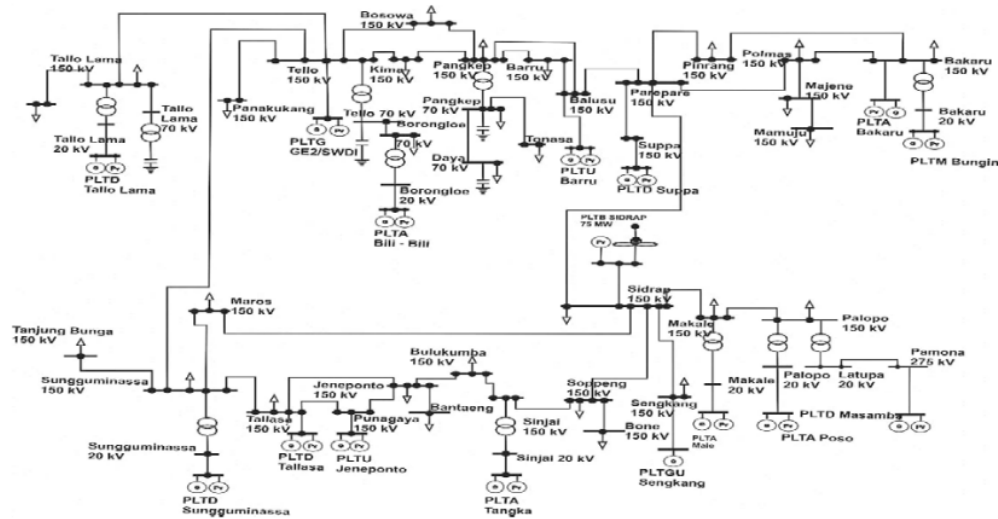 Bosowa
150 kV
Tallo Lama
150 kV
Tello
150 kV
Kima
150 kV
Pangkep
150 kV
Barru
150 kV
Pinrang
150 kV
Polmas
150 kV
Bakaru
150 kV
Panakukang
150 kV
Tallo
Lama
70 kV
Balusu
150 kV
Parepare
150 kV
Majene
150 kV
Pangkep
70 kV
Tello 70 kV
Borongloe
70 kV
Tonasa
Tallo Lama
20 kV
PLTG
GE2/SWDI
Daya
70 kV
Suppa
150 kV
Mamuju
150 kV
PLTA
Bakaru
Bakaru
20 kV
PLTM Bungin
PLTD
Tallo Lama
PLTU
Barru
PLTD Suppa
Borongloe
20 kV
PLTA
Bili - Bili
PLTB SIDRAP
75 MW
Sidrap
150 kV
Maros
150 kV
Tanjung Bunga
150 kV
Makale
150 kV
Palopo
150 kV
Bulukumba
150 kV
Pamona
275 kV
Sungguminassa
150 kV
Jeneponto
150 kV
Soppeng
150 kV
Makale
20 kV
Palopo
20 kV
Latupa
20 kV
Sengkang
150 kV
Tallasa
150 kV
Punagaya
150 kV
Bantaeng
Sinjai
150 kV
Bone
150 kV
PLTD Masamba
PLTA
Male
PLTA Poso
Sungguminassa
20 kV
PLTD
Tallasa
PLTU
Jeneponto
Sinjai 20 kV
PLTGU
Sengkang
PLTD
Sungguminassa
PLTA
Tangka